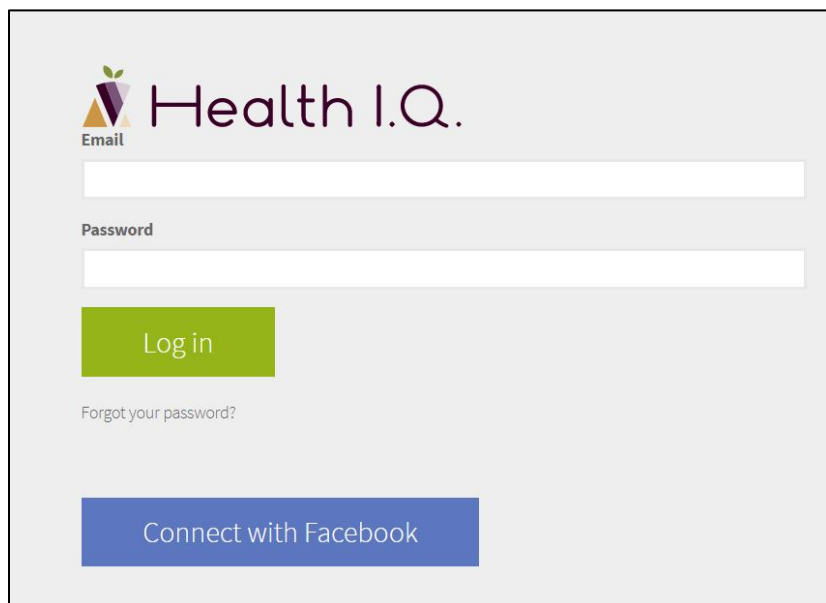 Health I.Q.
Email
Password
Log in
Forgot your password?
Connect with Facebook